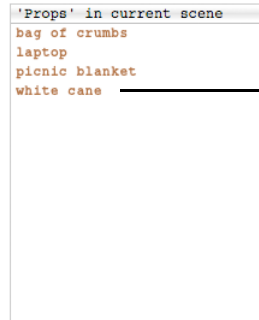 'Props' in current scene
bag of crumbs
laptop
picnic blanket
white cane